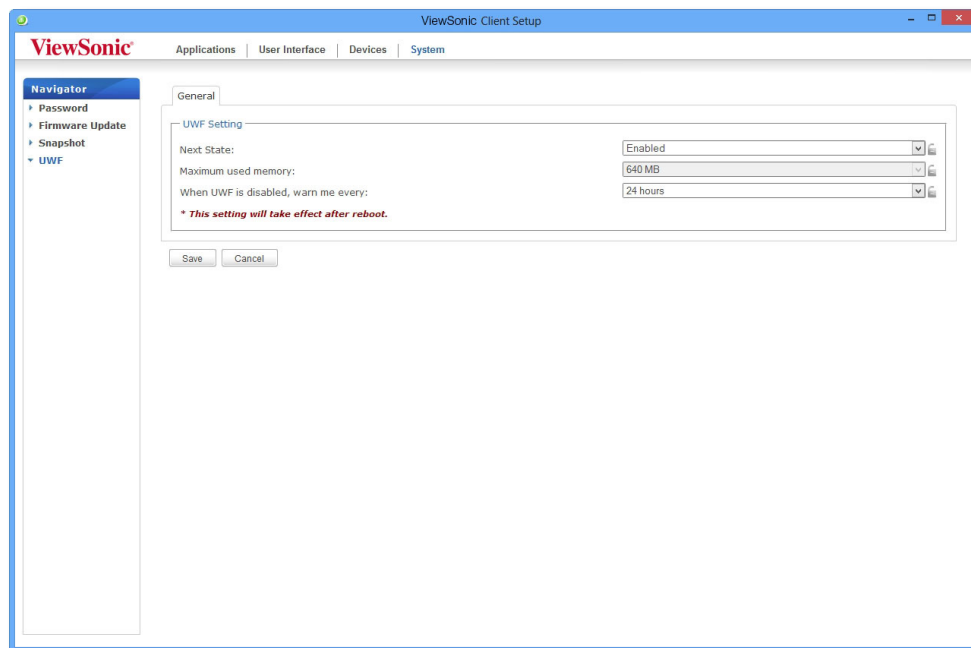 ViewSonic Client Setup
ViewSonic®
Applications | User Interface | Devices | System
Navigator
Password
Firmware Update
Snapshot
UWF
General
UWF Setting
Next State: Enabled
Maximum used memory: 640 MB
When UWF is disabled, warn me every: 24 hours
* This setting will take effect after reboot.
Save Cancel